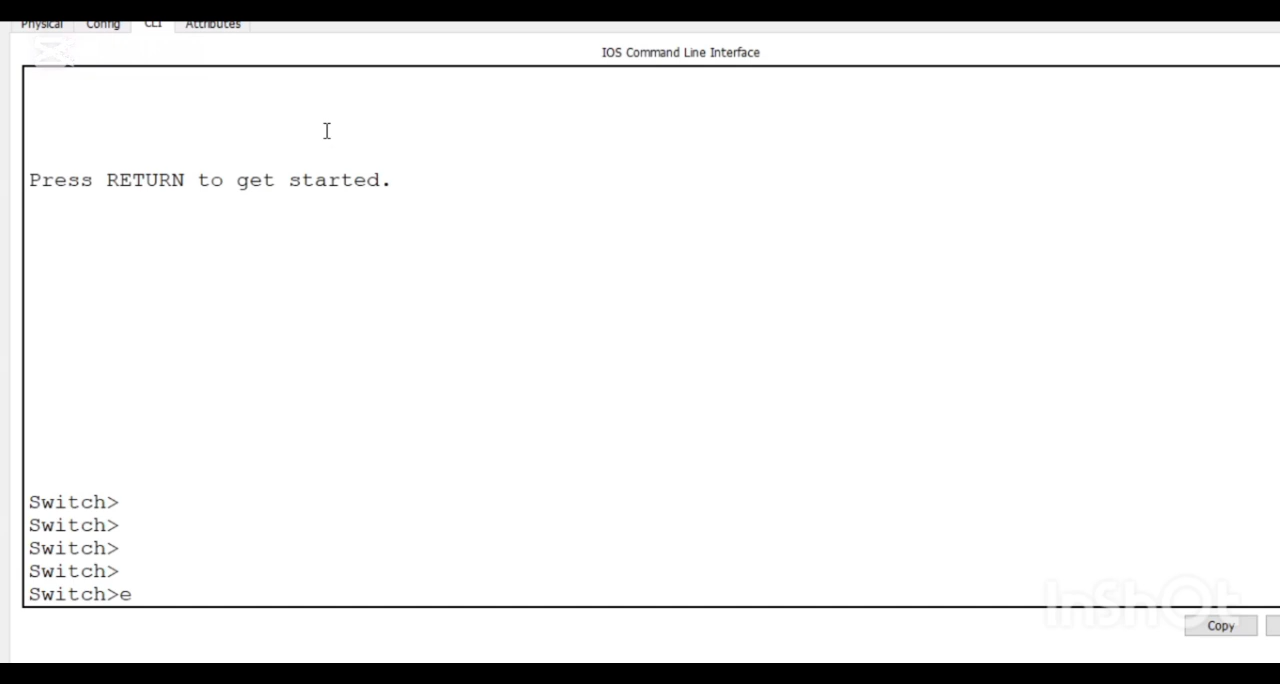 Physical Config CLI Attributes
IOS Command Line Interface
Press RETURN to get started.
Switch>
Switch>
Switch>
Switch>
Switch>e
InShOt
Copy